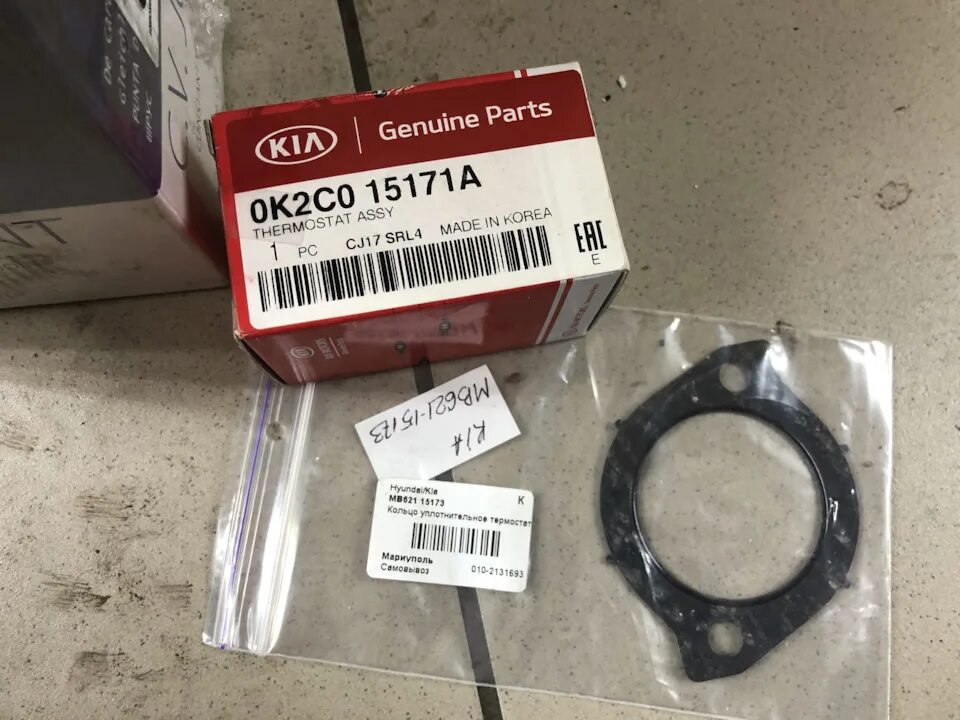 KIA
Genuine Parts
0K2C0 15171A
THERMOSTAT ASSY
1 PC CJ17 SRL4 MADE IN KOREA
EAC
E
KIA
MB621-15173
Hyundai/Kia K
MB621 15173
Кольцо уплотнительное термостат
Мариуполь
Самовывоз 010-2131693